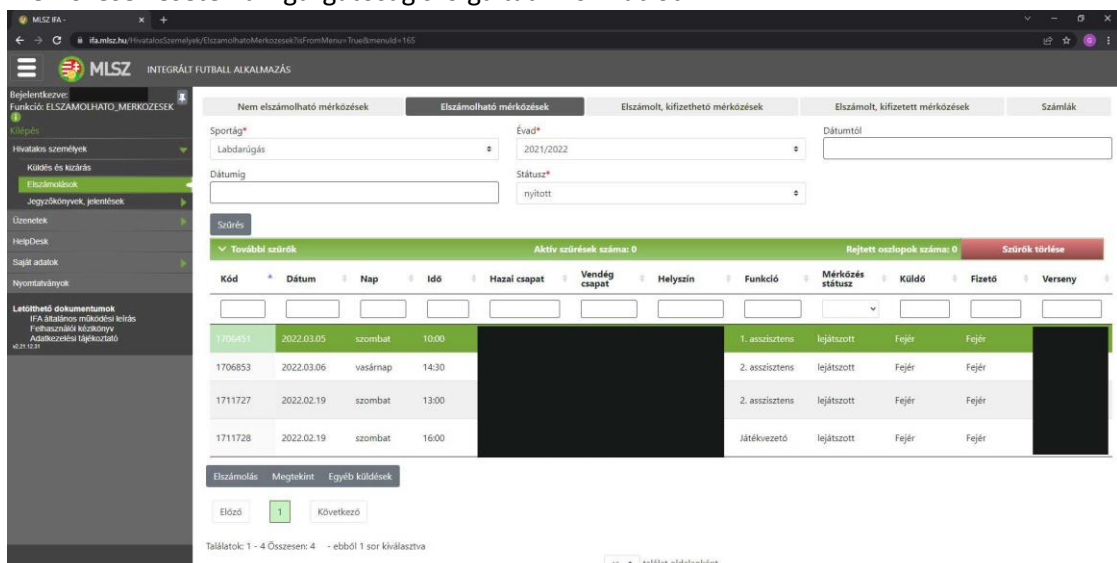 MLSZ IFA -
ifa.mlsz.hu/HivatalosSzemelyek/ElszamolhatoMerkozesek?isFromMenu=True&menuId=165
MLSZ INTEGRÁLT FUTBALL ALKALMAZÁS
Bejelentkezve:
Funkció: ELSZAMOLHATO_MERKOZESEK
Kilépés
Hivatalos személyek
Küldés és kizárás
Elszámolások
Jegyzőkönyvek, jelentések
Üzenetek
HelpDesk
Saját adatok
Nyomtatványok
Letölthető dokumentumok
IFA általános működési leírás
Felhasználói kézikönyv
Adatkezelési tájékoztató
v2.21.12.31
Nem elszámolható mérkőzések Elszámolható mérkőzések Elszámolt, kifizethető mérkőzések Elszámolt, kifizetett mérkőzések Számlák
Sportág* Évad* Dátumtól
Labdarúgás 2021/2022
Dátumig Státusz*
nyitott
Szűrés
További szűrők Aktív szűrések száma: 0 Rejtett oszlopok száma: 0 Szűrők törlése
Kód Dátum Nap Idő Hazai csapat Vendég csapat Helyszín Funkció Mérkőzés státusz Küldő Fizető Verseny
1706451 2022.03.05 szombat 10:00 1. asszisztens lejátszott Fejér Fejér
1706853 2022.03.06 vasárnap 14:30 2. asszisztens lejátszott Fejér Fejér
1711727 2022.02.19 szombat 13:00 2. asszisztens lejátszott Fejér Fejér
1711728 2022.02.19 szombat 16:00 Játékvezető lejátszott Fejér Fejér
Elszámolás Megtekint Egyéb küldések
Előző 1 Következő
Találatok: 1 - 4 Összesen: 4 - ebből 1 sor kiválasztva